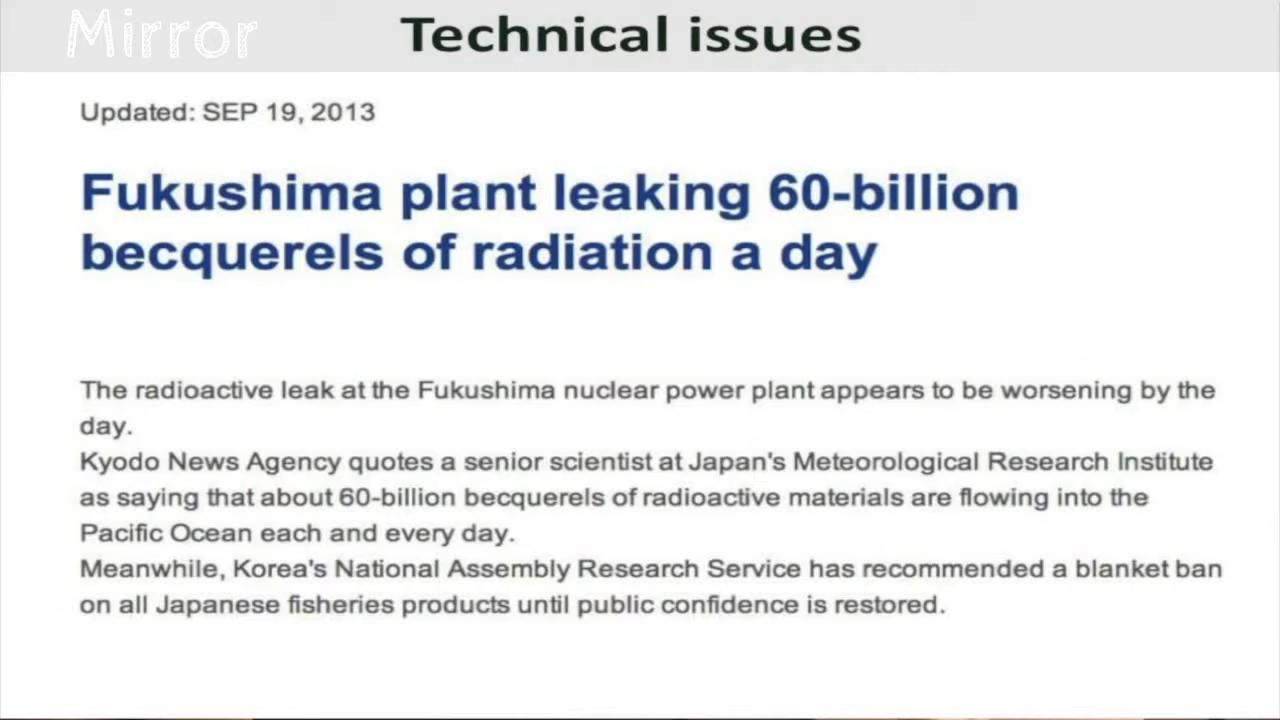 Mirror
Technical issues
Updated: SEP 19, 2013
Fukushima plant leaking 60-billion
becquerels of radiation a day
The radioactive leak at the Fukushima nuclear power plant appears to be worsening by the
day.
Kyodo News Agency quotes a senior scientist at Japan's Meteorological Research Institute
as saying that about 60-billion becquerels of radioactive materials are flowing into the
Pacific Ocean each and every day.
Meanwhile, Korea's National Assembly Research Service has recommended a blanket ban
on all Japanese fisheries products until public confidence is restored.